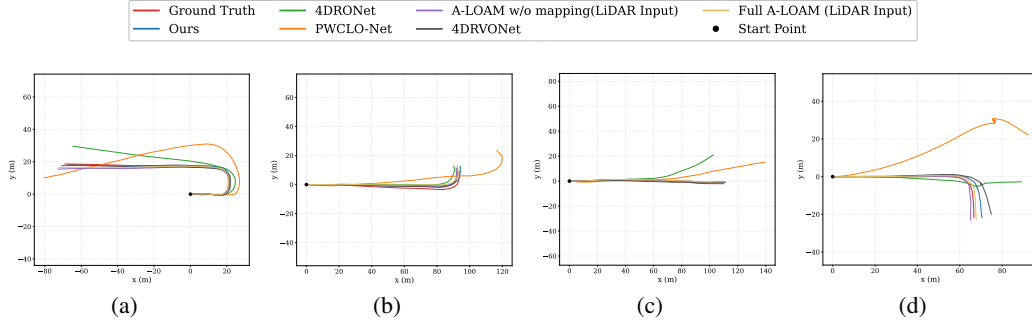 Ground Truth 4DRONet A-LOAM w/o mapping(LiDAR Input) Full A-LOAM (LiDAR Input)
Ours PWCLO-Net 4DRVONet Start Point
60
40
20
0
−20
−40
y (m)
−80 −60 −40 −20 0 20
x (m)
(a)
60
40
20
0
−20
−40
y (m)
0 20 40 60 80 100 120
x (m)
(b)
80
60
40
20
0
−20
−40
−60
y (m)
0 20 40 60 80 100 120 140
x (m)
(c)
60
40
20
0
−20
−40
y (m)
0 20 40 60 80
x (m)
(d)